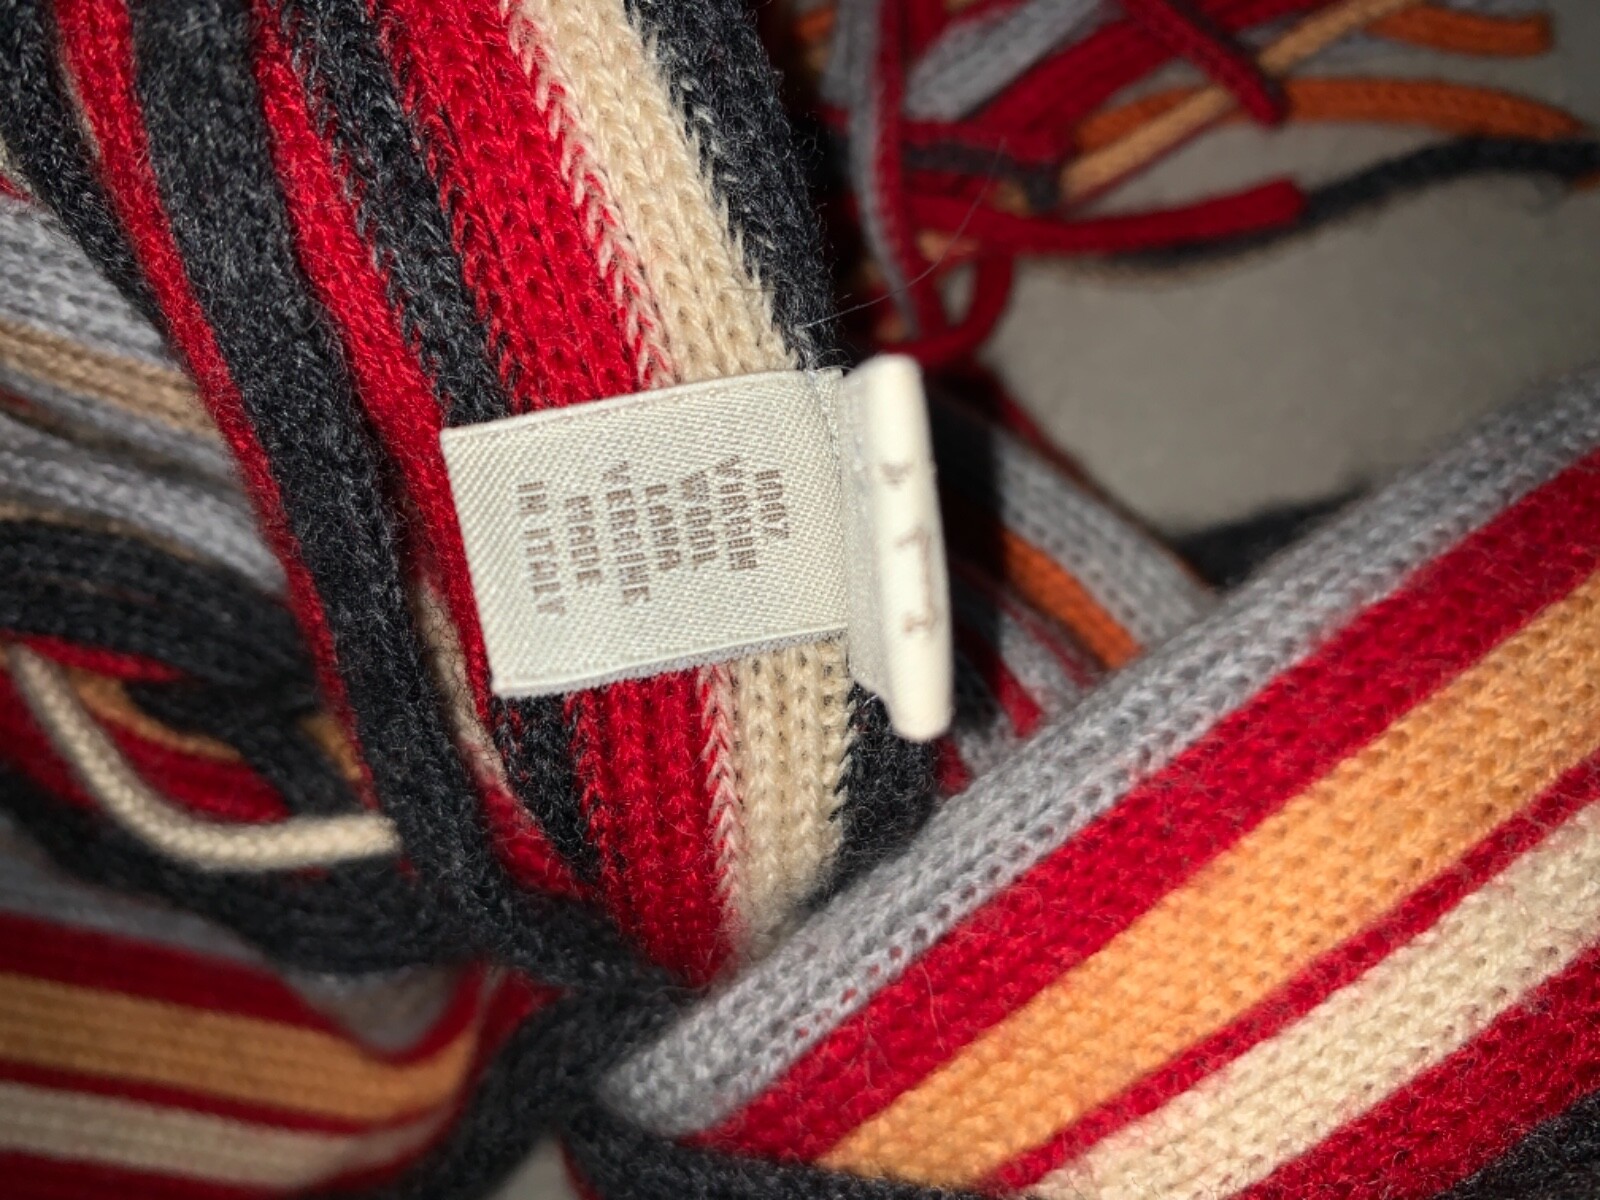 100%
VIRGIN
WOOL
LANA
VERGINE
MADE
IN ITALY